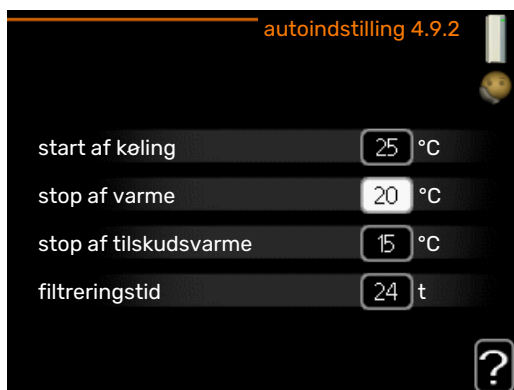 autoindstilling 4.9.2
start af køling 25 °C
stop af varme 20 °C
stop af tilskudsvarme 15 °C
filtreringstid 24 t
?